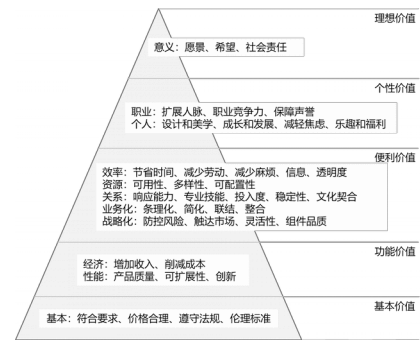 理想价值
意义：愿景、希望、社会责任
个性价值
职业：扩展人脉、职业竞争力、保障声誉
个人：设计和美学、成长和发展、减轻焦虑、乐趣和福利
便利价值
效率：节省时间、减少劳动、减少麻烦、信息、透明度
资源：可用性、多样性、可配置性
关系：响应能力、专业技能、投入度、稳定性、文化契合
业务化：条理化、简化、联结、整合
战略化：防控风险、触达市场、灵活性、组件品质
功能价值
经济：增加收入、削减成本
性能：产品质量、可扩展性、创新
基本价值
基本：符合要求、价格合理、遵守法规、伦理标准